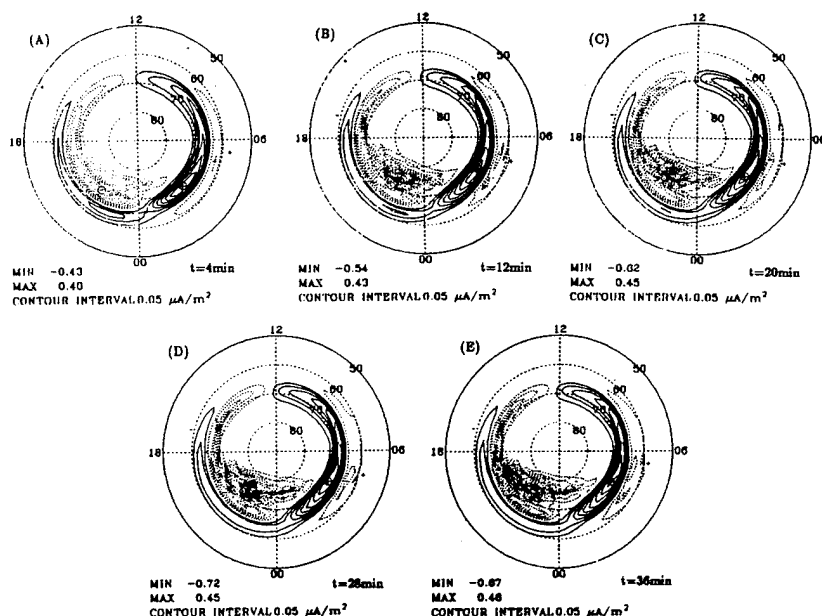 (A)
12
50
60
70
80
18
06
00
t=4min
MIN -0.43
MAX 0.40
CONTOUR INTERVAL 0.05 μA/m²
(B)
12
50
60
70
80
18
06
00
t=12min
MIN -0.54
MAX 0.43
CONTOUR INTERVAL 0.05 μA/m²
(C)
12
50
60
70
80
18
06
00
t=20min
MIN -0.62
MAX 0.45
CONTOUR INTERVAL 0.05 μA/m²
(D)
12
50
60
70
80
18
06
00
t=28min
MIN -0.72
MAX 0.45
CONTOUR INTERVAL 0.05 μA/m²
(E)
12
50
60
70
80
18
06
00
t=36min
MIN -0.67
MAX 0.46
CONTOUR INTERVAL 0.05 μA/m²